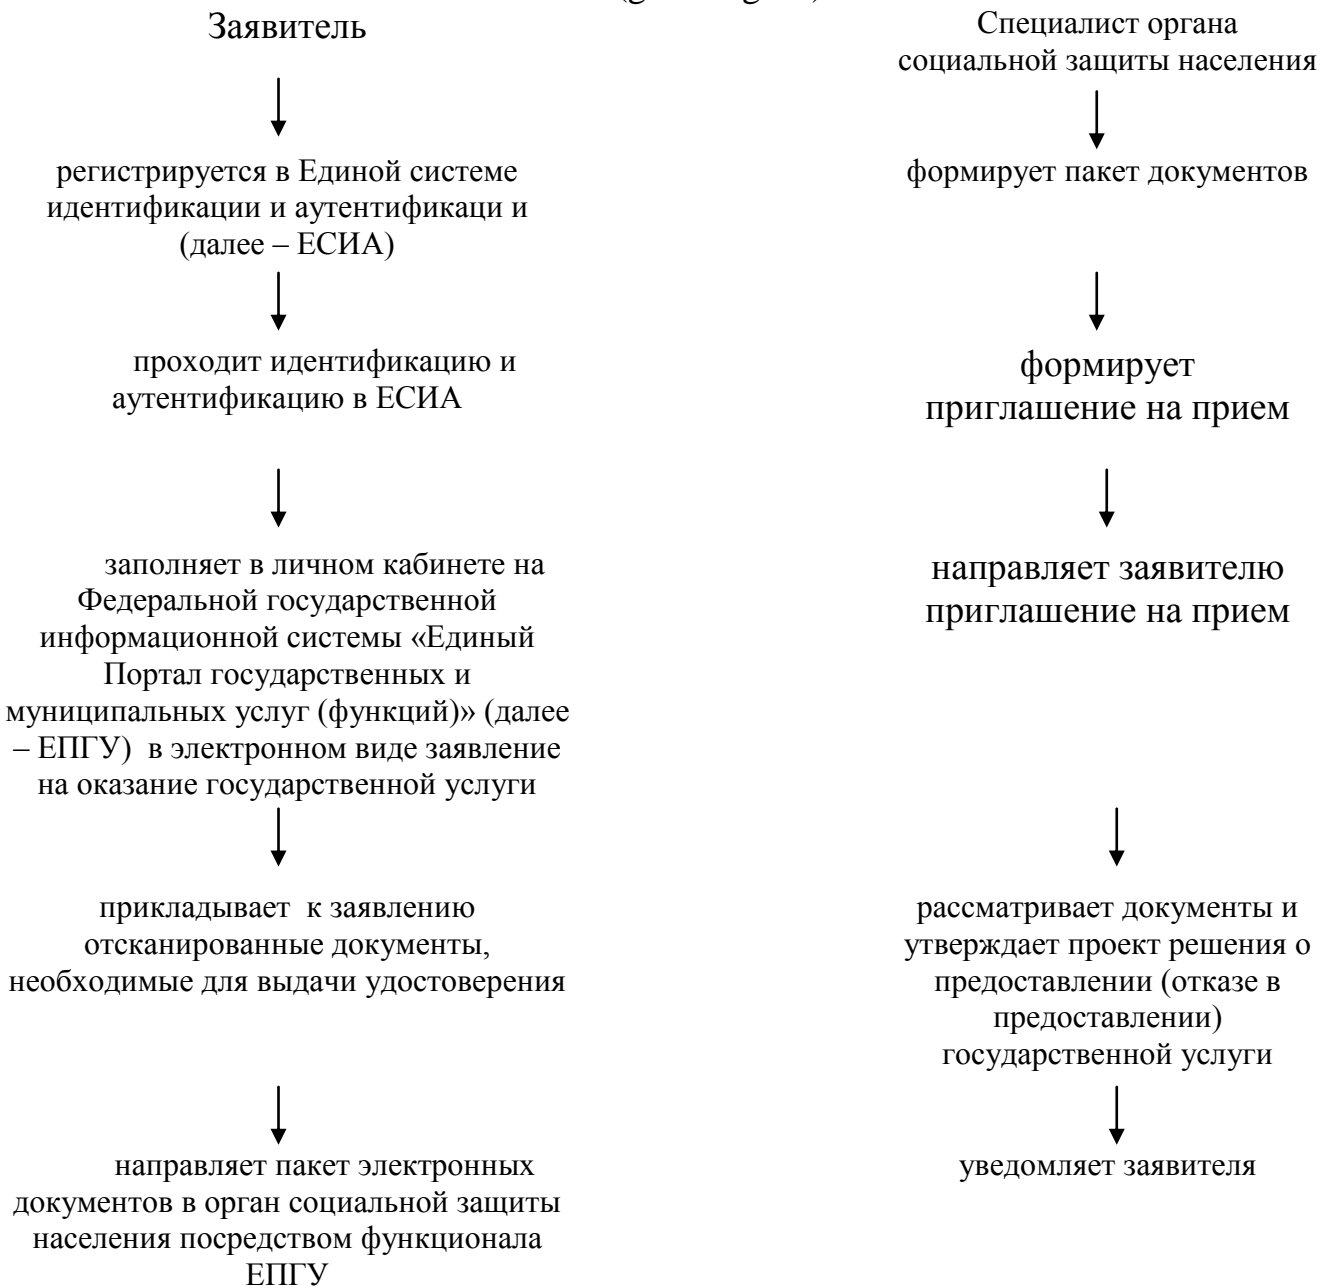 Заявитель
регистрируется в Единой системе
идентификации и аутентификаци и
(далее – ЕСИА)
проходит идентификацию и
аутентификацию в ЕСИА
заполняет в личном кабинете на
Федеральной государственной
информационной системы «Единый
Портал государственных и
муниципальных услуг (функций)» (далее
– ЕПГУ)  в электронном виде заявление
на оказание государственной услуги
прикладывает  к заявлению
отсканированные документы,
необходимые для выдачи удостоверения
направляет пакет электронных
документов в орган социальной защиты
населения посредством функционала
ЕПГУ
Специалист органа
социальной защиты населения
формирует пакет документов
формирует
приглашение на прием
направляет заявителю
приглашение на прием
рассматривает документы и
утверждает проект решения о
предоставлении (отказе в
предоставлении)
государственной услуги
уведомляет заявителя